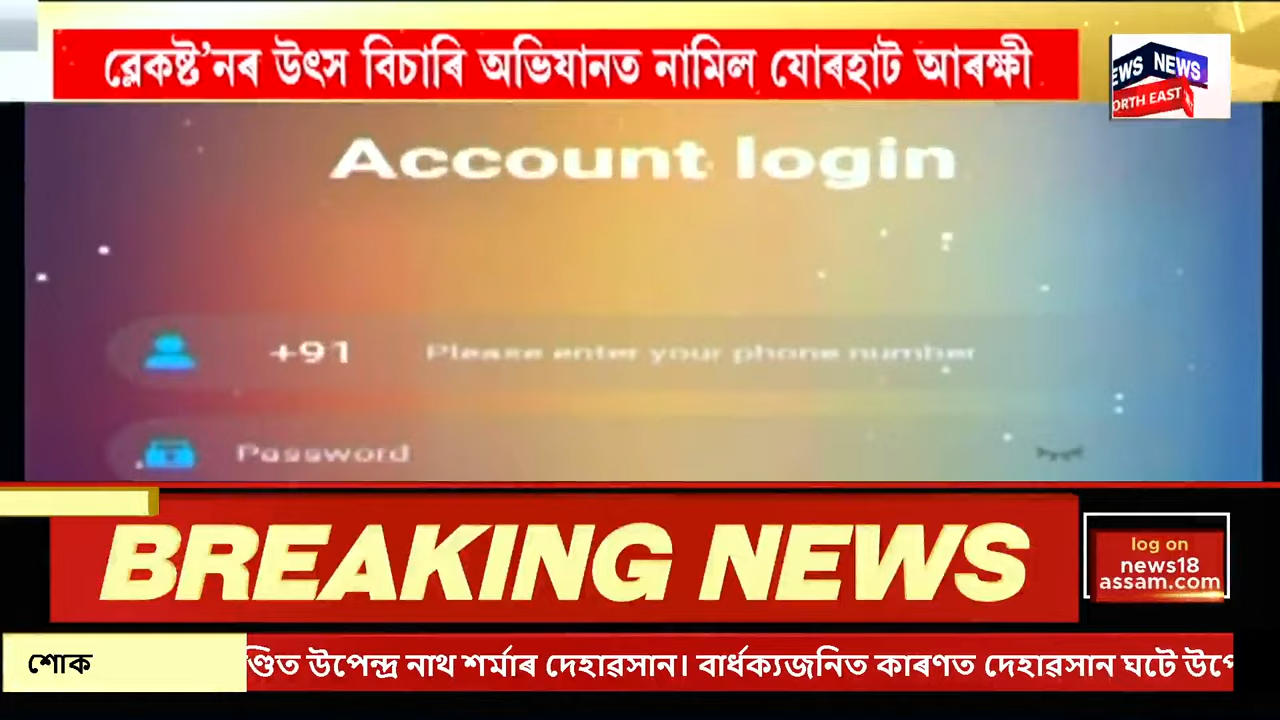 ব্লেকষ্ট'নৰ উৎস বিচাৰি অভিযানত নামিল যোৰহাট আৰক্ষী
EWS NEWS
ORTH EAST
Account login
+91 Please enter your phone number
Password
BREAKING NEWS
log on
news18
assam.com
শোক
ণ্ডিত উপেন্দ্ৰ নাথ শৰ্মাৰ দেহাৱসান। বাৰ্ধক্যজনিত কাৰণত দেহাৱসান ঘটে উপে